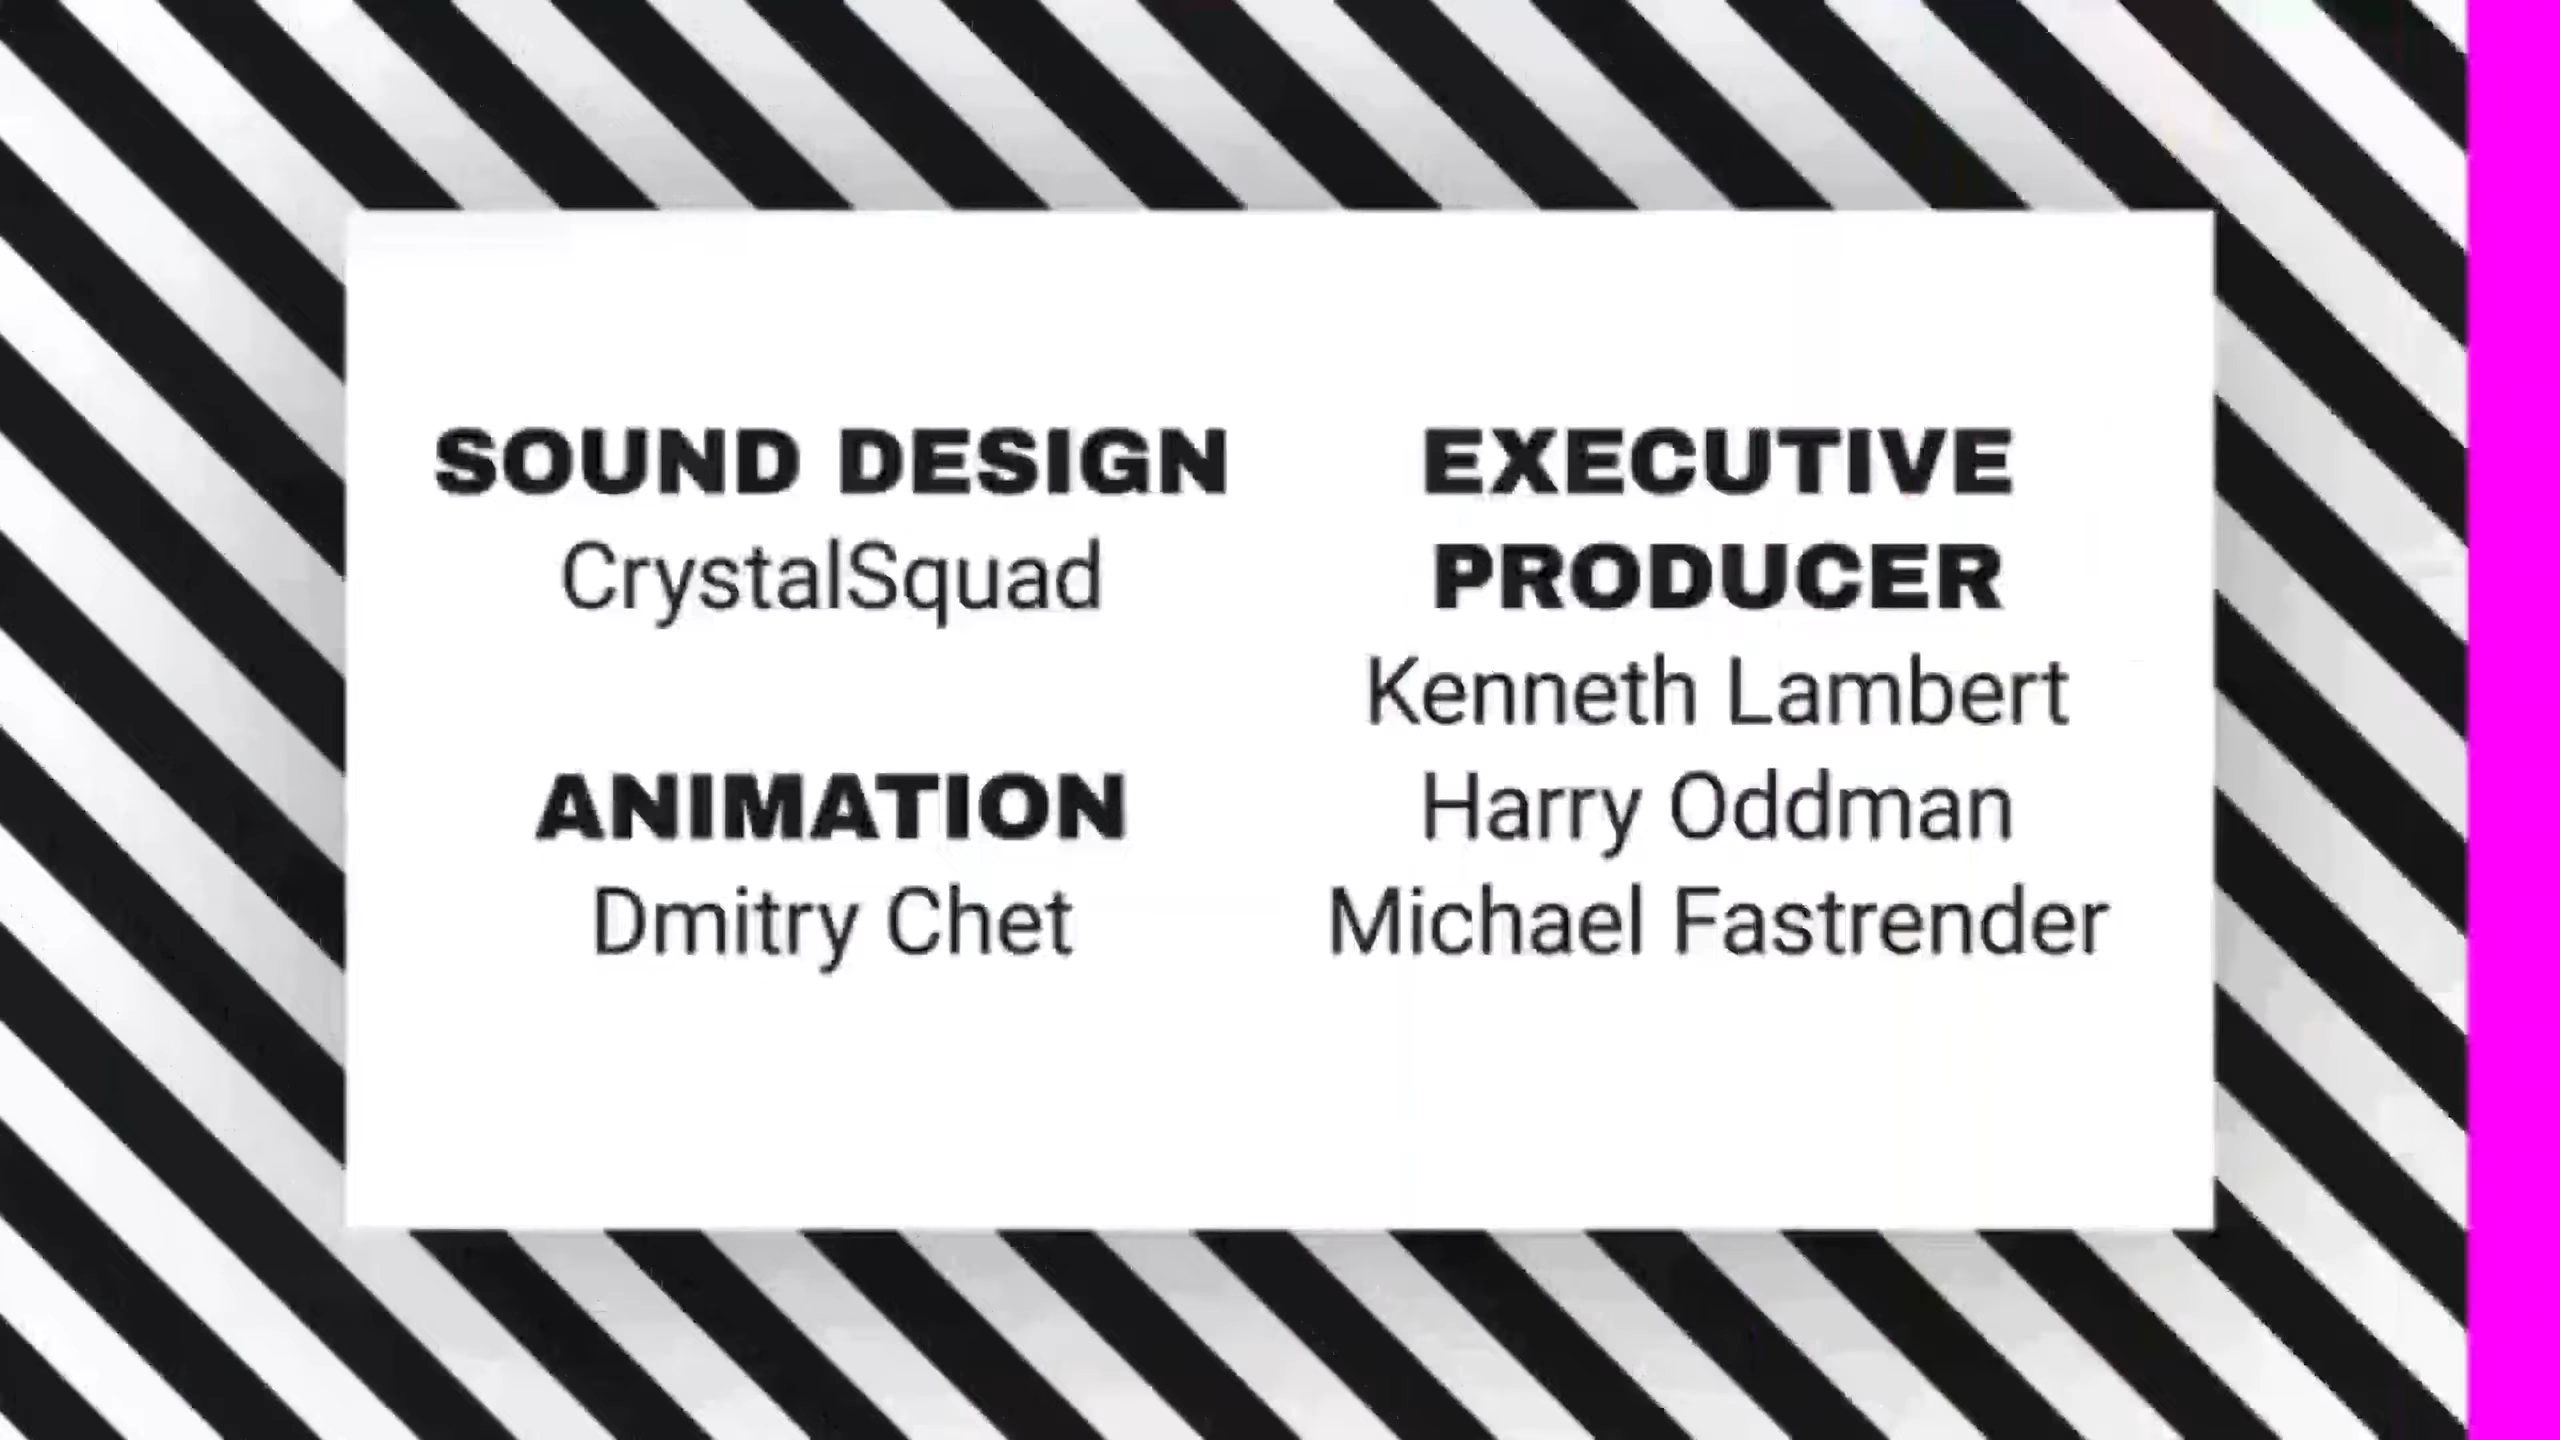 SOUND DESIGN
CrystalSquad
ANIMATION
Dmitry Chet
EXECUTIVE
PRODUCER
Kenneth Lambert
Harry Oddman
Michael Fastrender